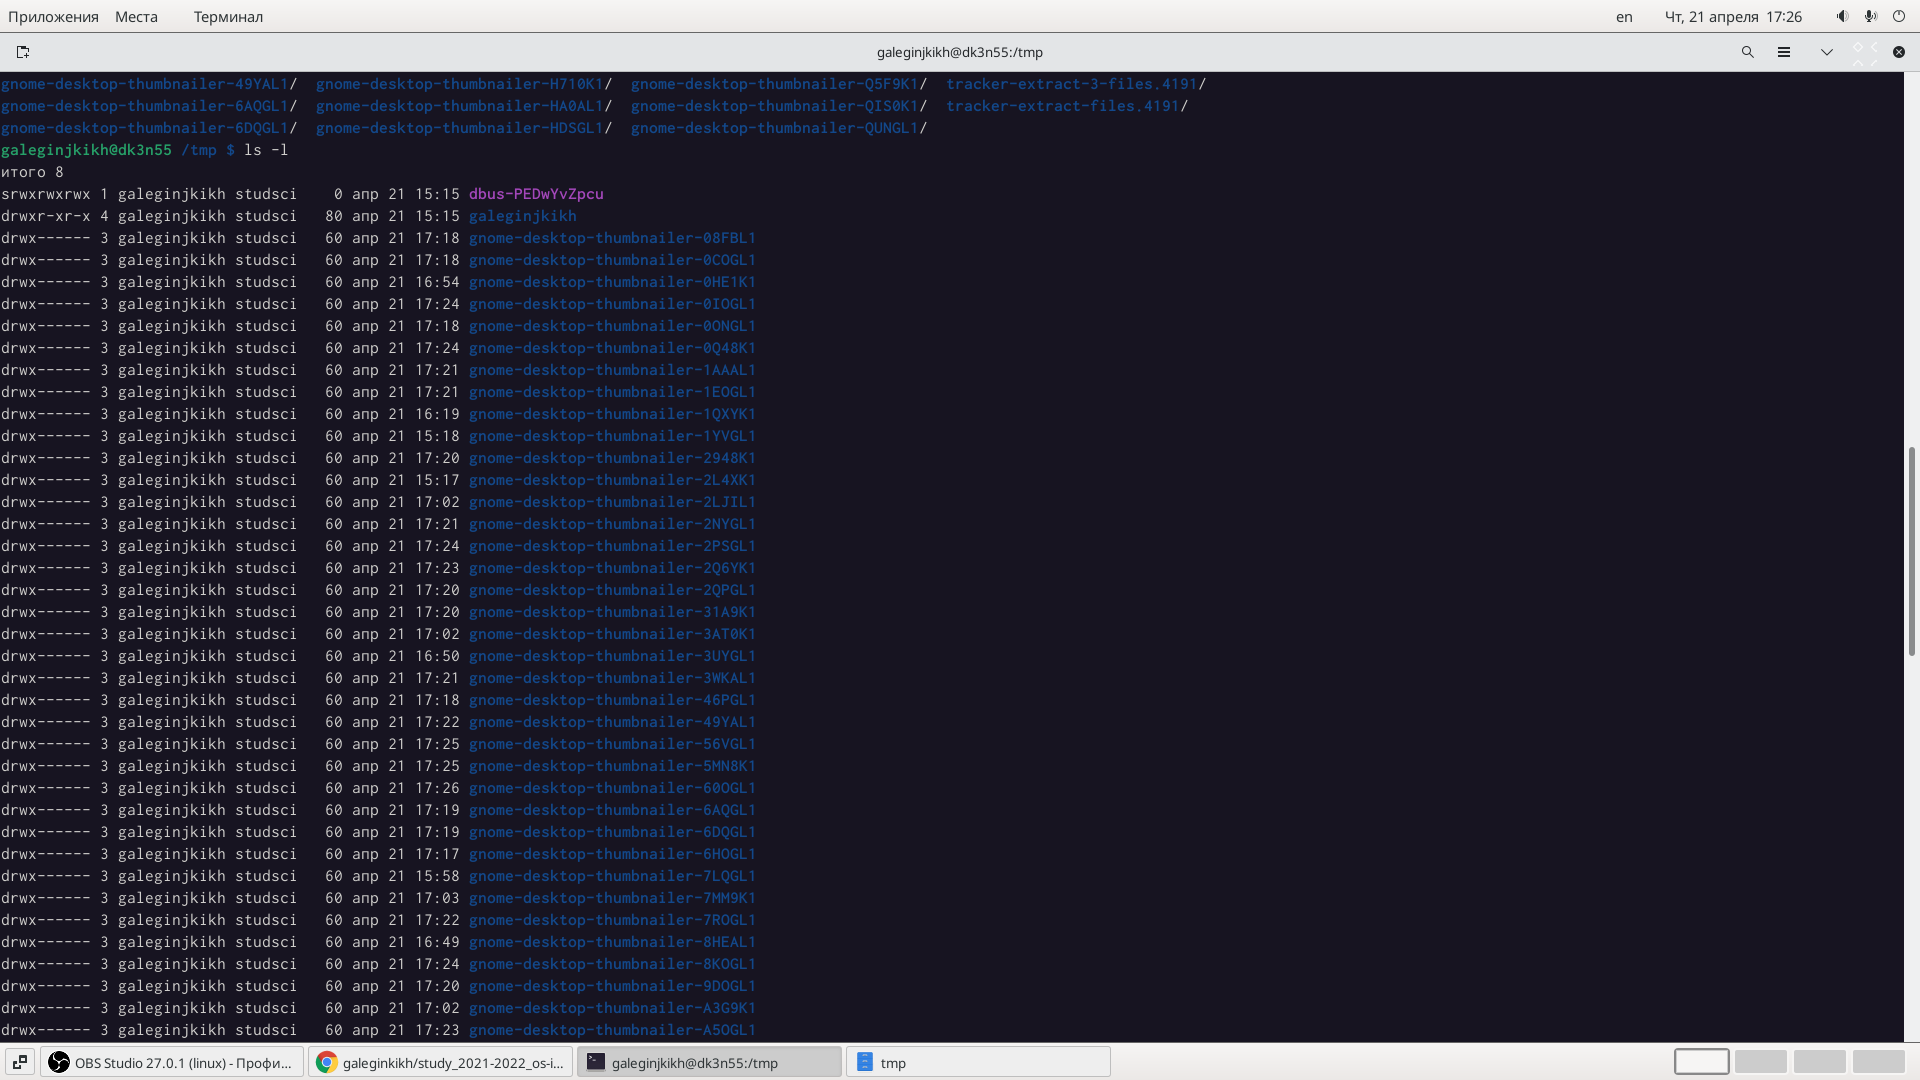 Приложения Места Терминал en Чт, 21 апреля 17:26
galeginjkikh@dk3n55:/tmp
gnome-desktop-thumbnailer-49YAL1/ gnome-desktop-thumbnailer-H710K1/ gnome-desktop-thumbnailer-Q5F9K1/ tracker-extract-3-files.4191/
gnome-desktop-thumbnailer-6AQGL1/ gnome-desktop-thumbnailer-HA0AL1/ gnome-desktop-thumbnailer-QIS0K1/ tracker-extract-files.4191/
gnome-desktop-thumbnailer-6DQGL1/ gnome-desktop-thumbnailer-HDSGL1/ gnome-desktop-thumbnailer-QUNGL1/
galeginjkikh@dk3n55 /tmp $ ls -l
итого 8
srwxrwxrwx 1 galeginjkikh studsci 0 апр 21 15:15 dbus-PEDwYvZpcu
drwxr-xr-x 4 galeginjkikh studsci 80 апр 21 15:15 galeginjkikh
drwx------ 3 galeginjkikh studsci 60 апр 21 17:18 gnome-desktop-thumbnailer-08FBL1
drwx------ 3 galeginjkikh studsci 60 апр 21 17:18 gnome-desktop-thumbnailer-0COGL1
drwx------ 3 galeginjkikh studsci 60 апр 21 16:54 gnome-desktop-thumbnailer-0HE1K1
drwx------ 3 galeginjkikh studsci 60 апр 21 17:24 gnome-desktop-thumbnailer-0IOGL1
drwx------ 3 galeginjkikh studsci 60 апр 21 17:18 gnome-desktop-thumbnailer-0ONGL1
drwx------ 3 galeginjkikh studsci 60 апр 21 17:24 gnome-desktop-thumbnailer-0Q48K1
drwx------ 3 galeginjkikh studsci 60 апр 21 17:21 gnome-desktop-thumbnailer-1AAAL1
drwx------ 3 galeginjkikh studsci 60 апр 21 17:21 gnome-desktop-thumbnailer-1EOGL1
drwx------ 3 galeginjkikh studsci 60 апр 21 16:19 gnome-desktop-thumbnailer-1QXYK1
drwx------ 3 galeginjkikh studsci 60 апр 21 15:18 gnome-desktop-thumbnailer-1YVGL1
drwx------ 3 galeginjkikh studsci 60 апр 21 17:20 gnome-desktop-thumbnailer-2948K1
drwx------ 3 galeginjkikh studsci 60 апр 21 15:17 gnome-desktop-thumbnailer-2L4XK1
drwx------ 3 galeginjkikh studsci 60 апр 21 17:02 gnome-desktop-thumbnailer-2LJIL1
drwx------ 3 galeginjkikh studsci 60 апр 21 17:21 gnome-desktop-thumbnailer-2NYGL1
drwx------ 3 galeginjkikh studsci 60 апр 21 17:24 gnome-desktop-thumbnailer-2PSGL1
drwx------ 3 galeginjkikh studsci 60 апр 21 17:23 gnome-desktop-thumbnailer-2Q6YK1
drwx------ 3 galeginjkikh studsci 60 апр 21 17:20 gnome-desktop-thumbnailer-2QPGL1
drwx------ 3 galeginjkikh studsci 60 апр 21 17:20 gnome-desktop-thumbnailer-31A9K1
drwx------ 3 galeginjkikh studsci 60 апр 21 17:02 gnome-desktop-thumbnailer-3AT0K1
drwx------ 3 galeginjkikh studsci 60 апр 21 16:50 gnome-desktop-thumbnailer-3UYGL1
drwx------ 3 galeginjkikh studsci 60 апр 21 17:21 gnome-desktop-thumbnailer-3WKAL1
drwx------ 3 galeginjkikh studsci 60 апр 21 17:18 gnome-desktop-thumbnailer-46PGL1
drwx------ 3 galeginjkikh studsci 60 апр 21 17:22 gnome-desktop-thumbnailer-49YAL1
drwx------ 3 galeginjkikh studsci 60 апр 21 17:25 gnome-desktop-thumbnailer-56VGL1
drwx------ 3 galeginjkikh studsci 60 апр 21 17:25 gnome-desktop-thumbnailer-5MN8K1
drwx------ 3 galeginjkikh studsci 60 апр 21 17:26 gnome-desktop-thumbnailer-60OGL1
drwx------ 3 galeginjkikh studsci 60 апр 21 17:19 gnome-desktop-thumbnailer-6AQGL1
drwx------ 3 galeginjkikh studsci 60 апр 21 17:19 gnome-desktop-thumbnailer-6DQGL1
drwx------ 3 galeginjkikh studsci 60 апр 21 17:17 gnome-desktop-thumbnailer-6HOGL1
drwx------ 3 galeginjkikh studsci 60 апр 21 15:58 gnome-desktop-thumbnailer-7LQGL1
drwx------ 3 galeginjkikh studsci 60 апр 21 17:03 gnome-desktop-thumbnailer-7MM9K1
drwx------ 3 galeginjkikh studsci 60 апр 21 17:22 gnome-desktop-thumbnailer-7ROGL1
drwx------ 3 galeginjkikh studsci 60 апр 21 16:49 gnome-desktop-thumbnailer-8HEAL1
drwx------ 3 galeginjkikh studsci 60 апр 21 17:24 gnome-desktop-thumbnailer-8KOGL1
drwx------ 3 galeginjkikh studsci 60 апр 21 17:20 gnome-desktop-thumbnailer-9DOGL1
drwx------ 3 galeginjkikh studsci 60 апр 21 17:02 gnome-desktop-thumbnailer-A3G9K1
drwx------ 3 galeginjkikh studsci 60 апр 21 17:23 gnome-desktop-thumbnailer-A5OGL1
OBS Studio 27.0.1 (linux) - Профи... galeginkikh/study_2021-2022_os-i... galeginjkikh@dk3n55:/tmp tmp